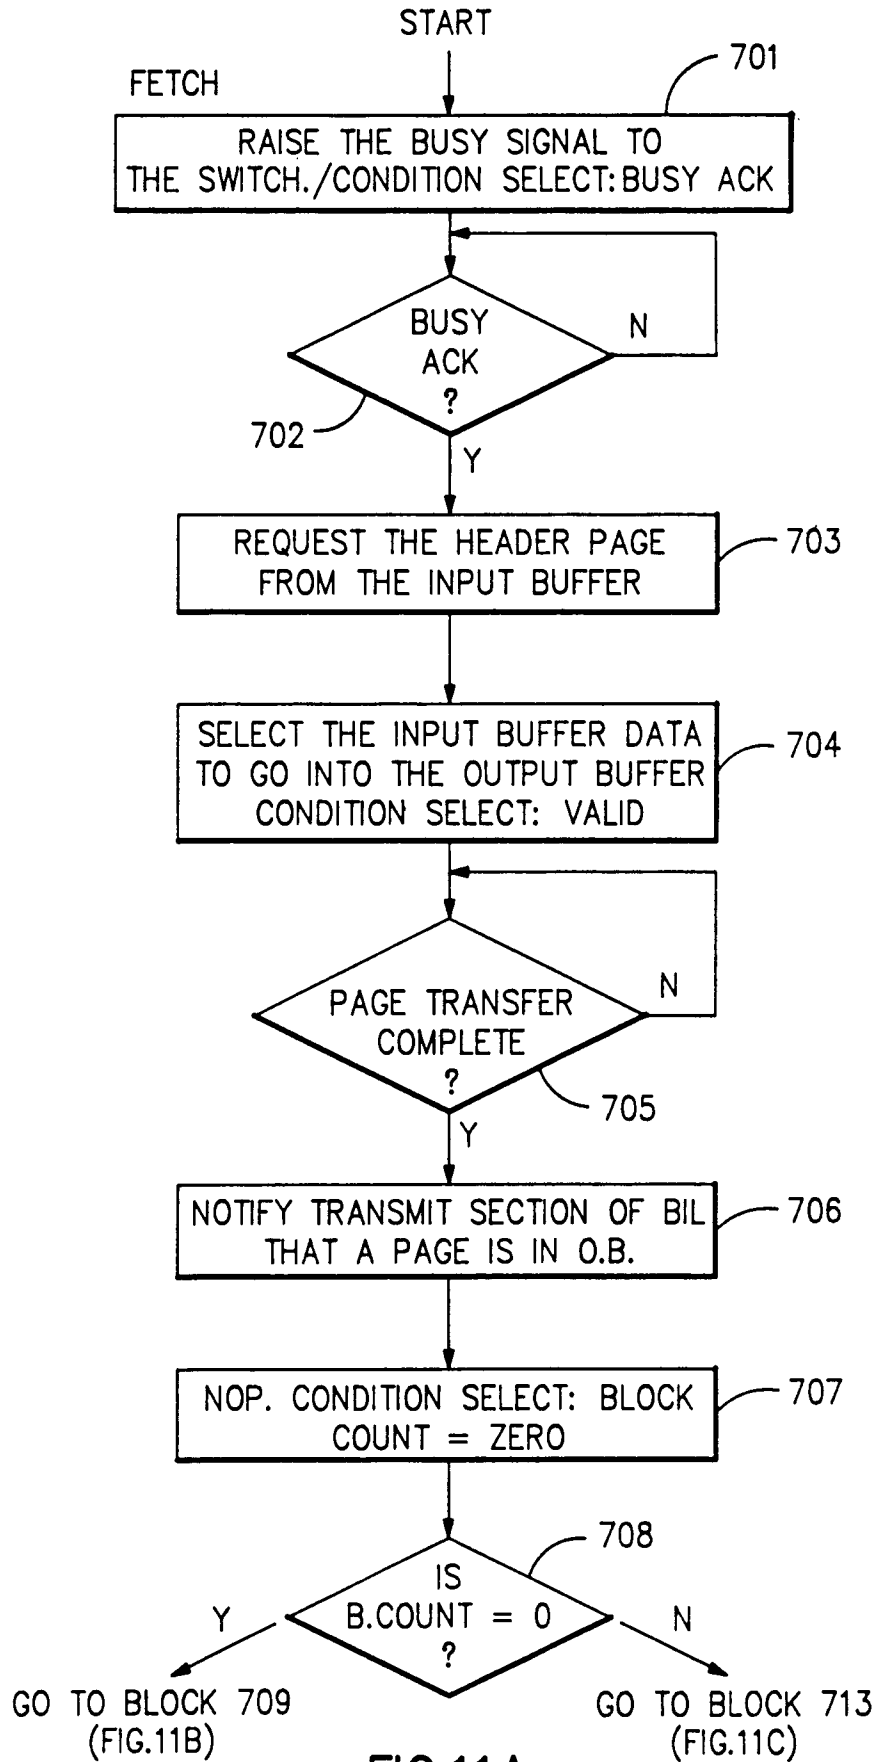 START
FETCH
701
RAISE THE BUSY SIGNAL TO
THE SWITCH./CONDITION SELECT:BUSY ACK
BUSY
ACK
?
N
702
Y
REQUEST THE HEADER PAGE
FROM THE INPUT BUFFER
703
SELECT THE INPUT BUFFER DATA
TO GO INTO THE OUTPUT BUFFER
CONDITION SELECT: VALID
704
PAGE TRANSFER
COMPLETE
?
N
705
Y
NOTIFY TRANSMIT SECTION OF BIL
THAT A PAGE IS IN O.B.
706
NOP. CONDITION SELECT: BLOCK
COUNT = ZERO
707
708
IS
B.COUNT = 0
?
Y
N
GO TO BLOCK 709
(FIG.11B)
GO TO BLOCK 713
(FIG.11C)
FIG.11A